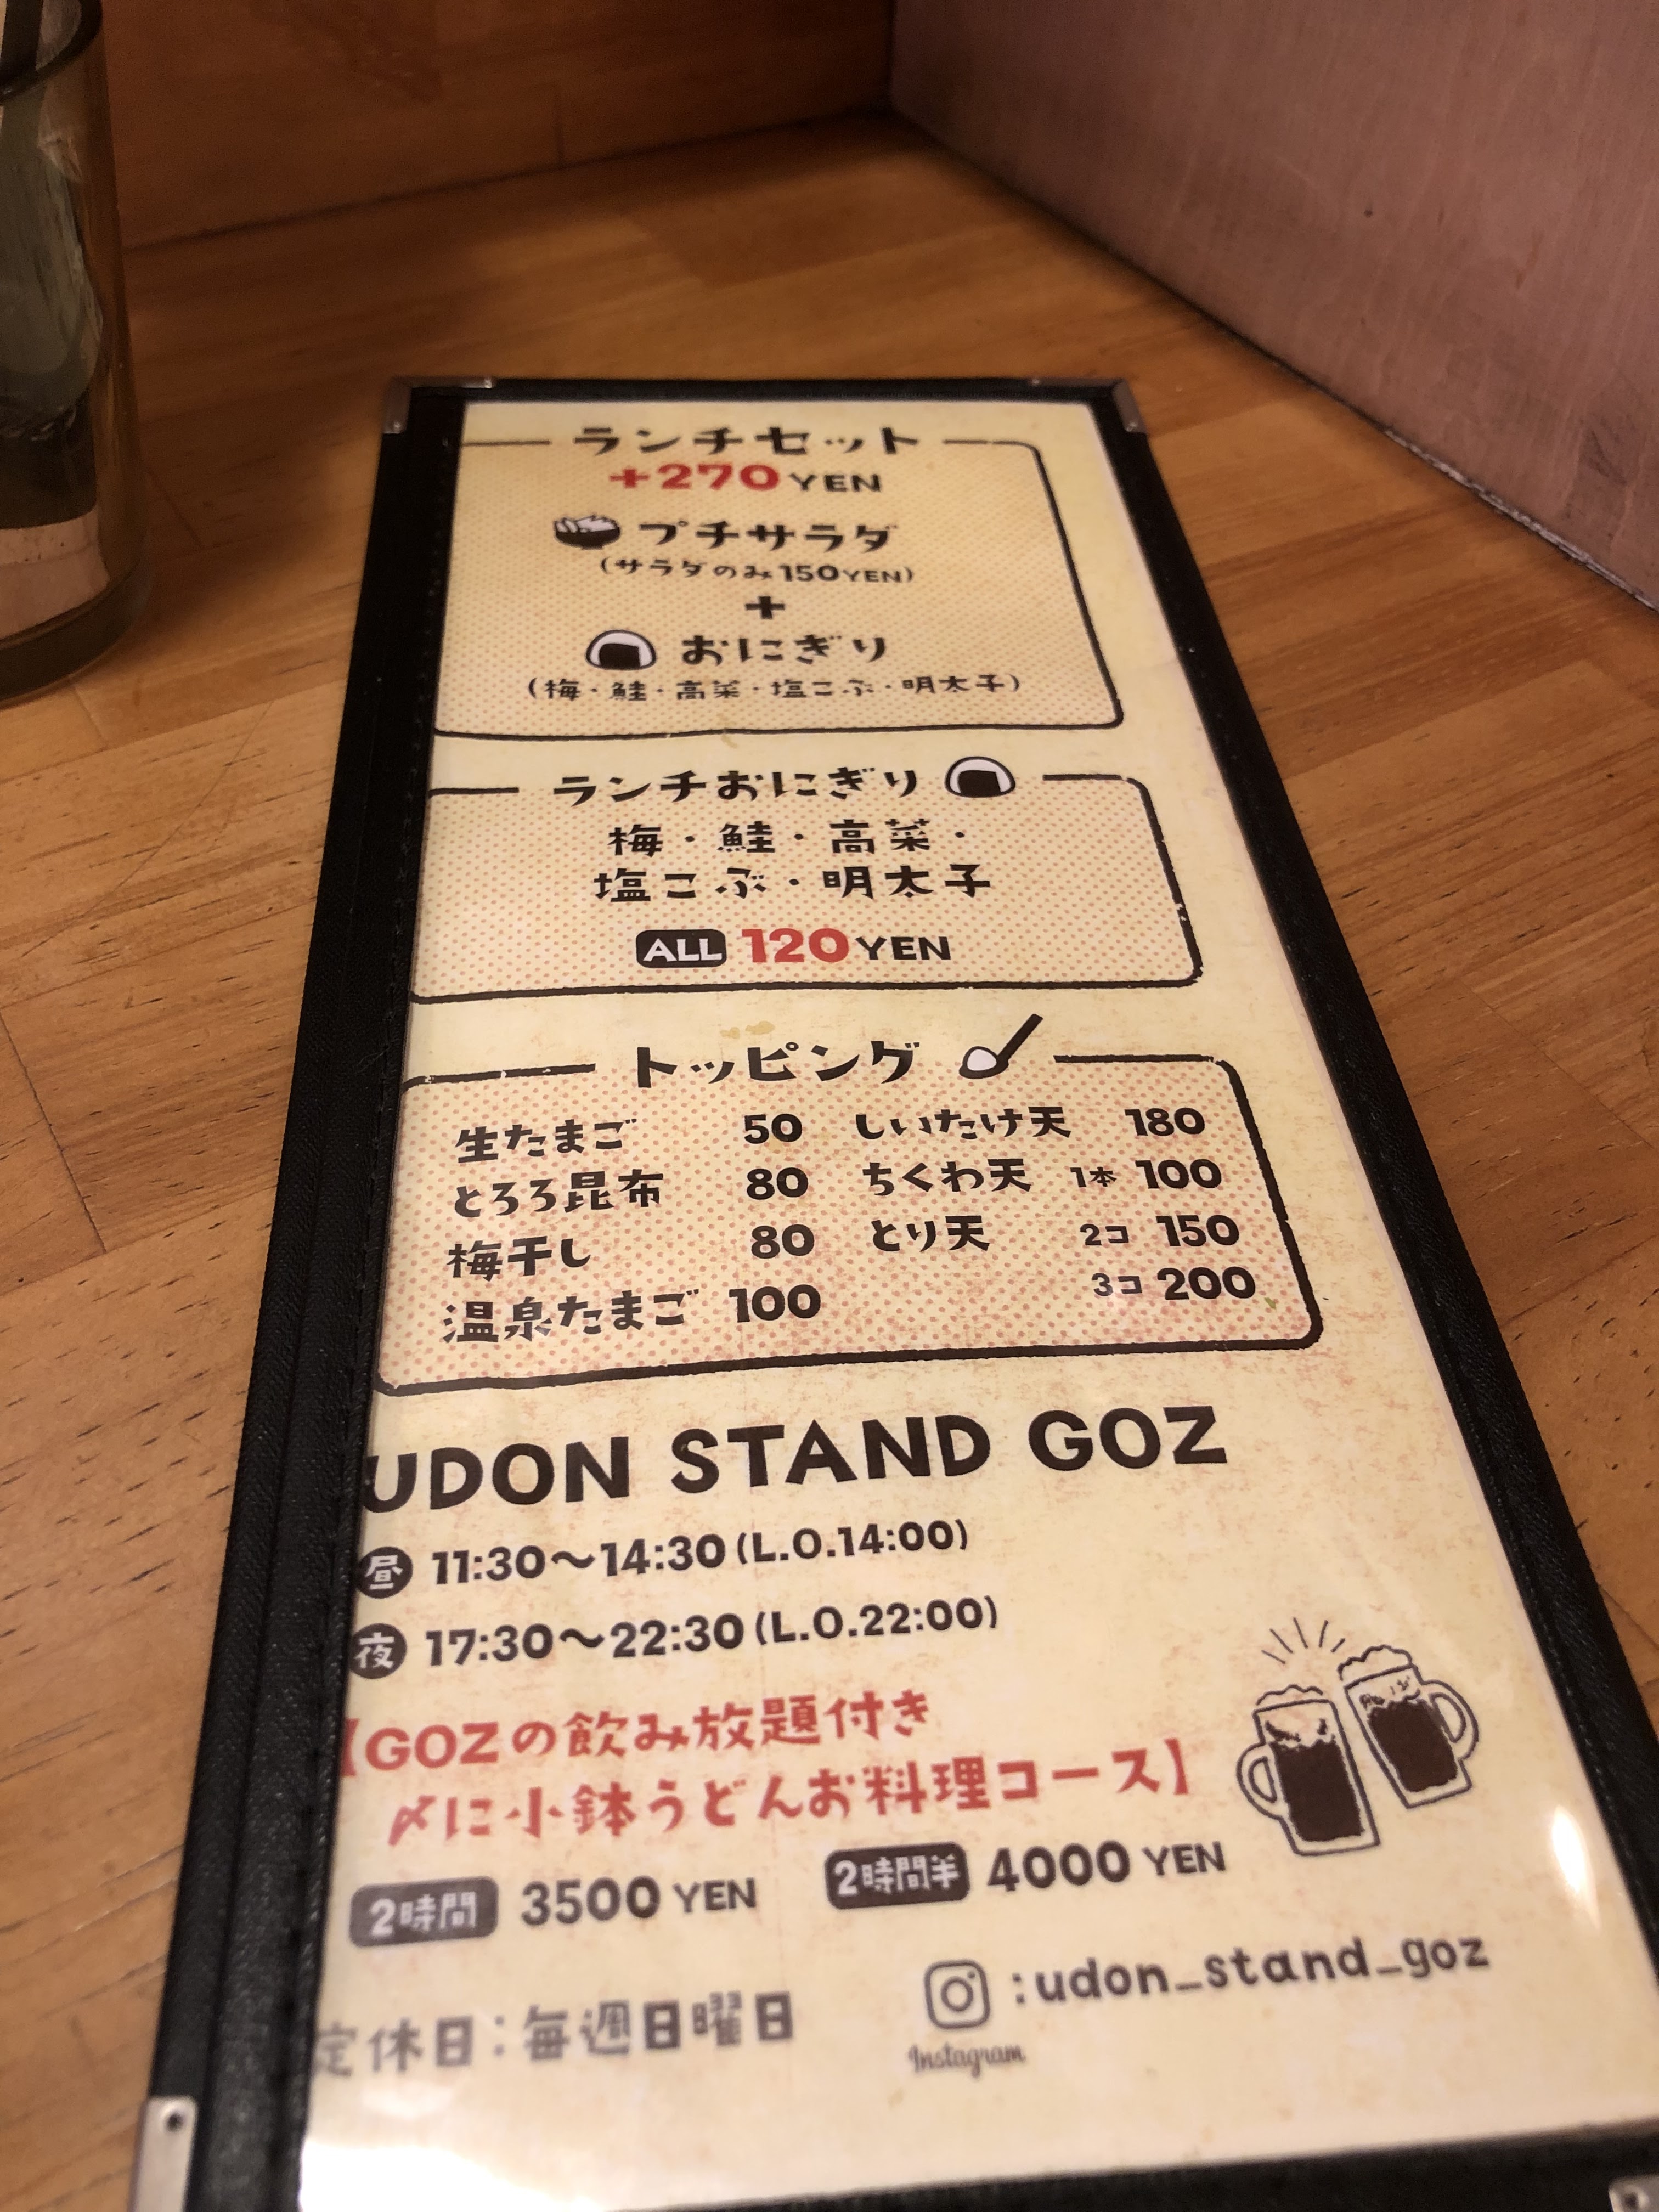 ランチセット
+270 YEN
プチサラダ
(サラダのみ150YEN)
+
おにぎり
(梅・鮭・高菜・塩こぶ・明太子)
ランチおにぎり
梅・鮭・高菜・
塩こぶ・明太子
ALL 120 YEN
トッピング
生たまご 50 しいたけ天 180
とろろ昆布 80 ちくわ天 1本 100
梅干し 80 とり天 2コ 150
温泉たまご 100 3コ 200
UDON STAND GOZ
昼 11:30〜14:30 (L.O.14:00)
夜 17:30〜22:30 (L.O.22:00)
【GOZの飲み放題付き
〆に小鉢うどんお料理コース】
2時間 3500 YEN 2時間半 4000 YEN
定休日：毎週日曜日 :udon_stand_goz
Instagram